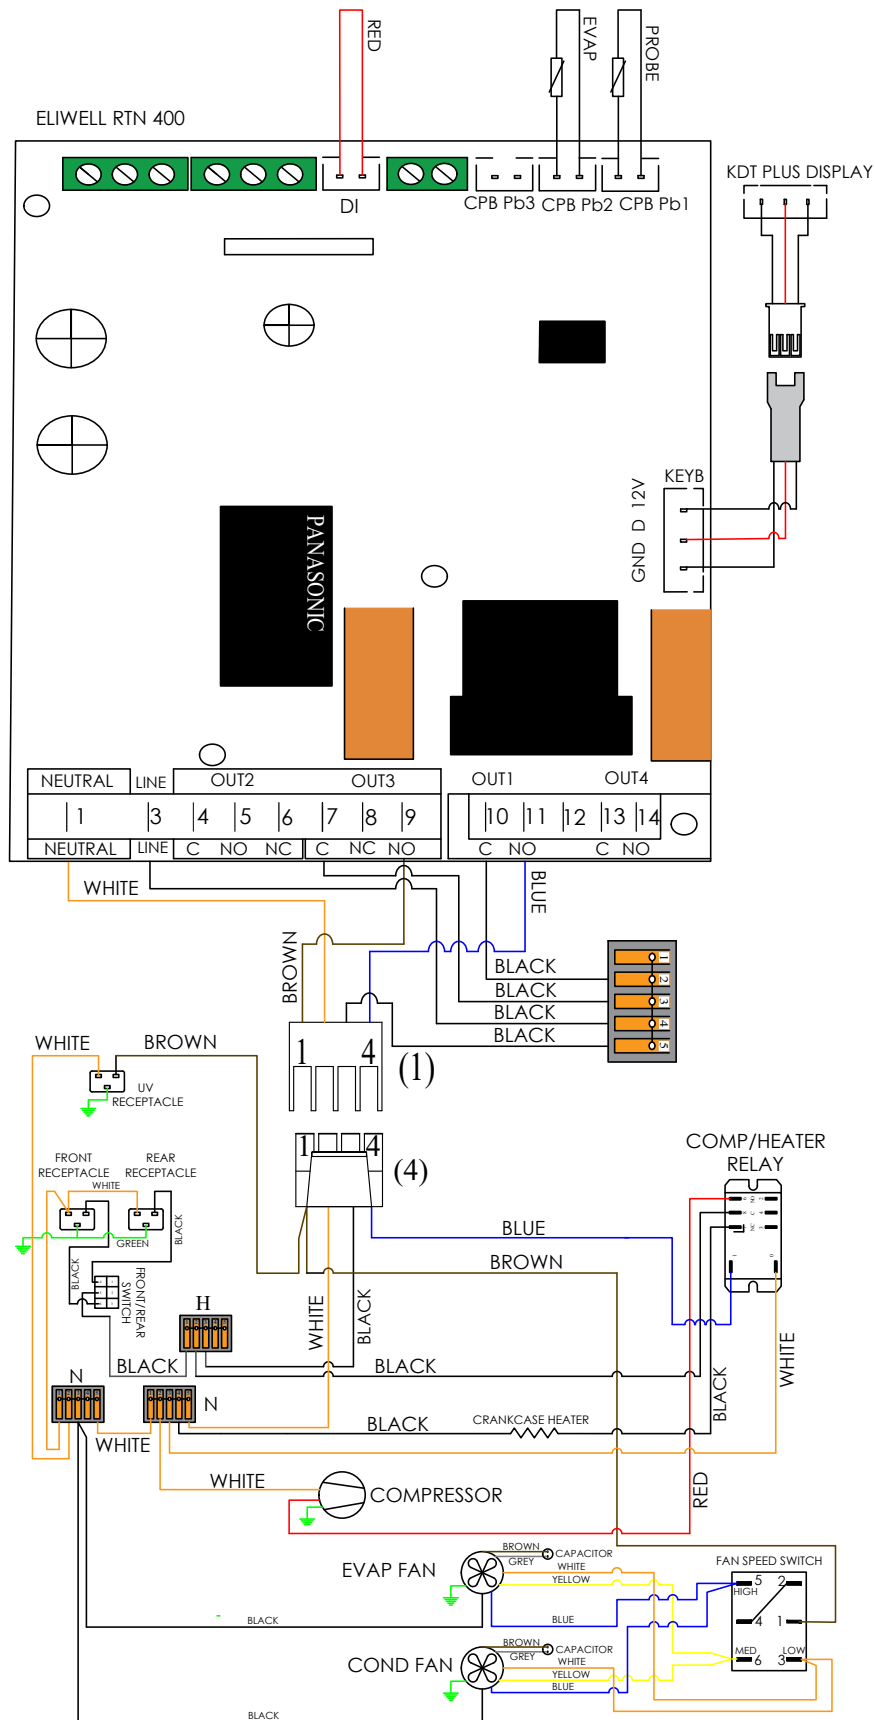 RED
EVAP
PROBE
ELIWELL RTN 400
KDT PLUS DISPLAY
DI
CPB Pb3
CPB Pb2
CPB Pb1
KEYB
GND D 12V
PANASONIC
NEUTRAL
LINE
OUT2
OUT3
OUT1
OUT4
1
3
4
5
6
7
8
9
10
11
12
13
14
NEUTRAL
LINE
C
NO
NC
C
NC
NO
C
NO
C
NO
WHITE
BLUE
BROWN
BLACK
BLACK
BLACK
BLACK
1
2
3
4
5
1
4
(1)
WHITE
BROWN
UV
RECEPTACLE
1
4
(4)
COMP/HEATER
RELAY
FRONT
RECEPTACLE
REAR
RECEPTACLE
WHITE
BLACK
GREEN
BLACK
FRONT/REAR
SWITCH
BLUE
BROWN
NO
C
NC
H
WHITE
BLACK
BLACK
BLACK
BLACK
WHITE
N
N
WHITE
BLACK
CRANKCASE HEATER
WHITE
COMPRESSOR
RED
EVAP FAN
BROWN
GREY
CAPACITOR
WHITE
YELLOW
BLUE
BLACK
FAN SPEED SWITCH
5
2
HIGH
4
1
MED
LOW
6
3
COND FAN
BROWN
GREY
CAPACITOR
WHITE
YELLOW
BLUE
BLACK